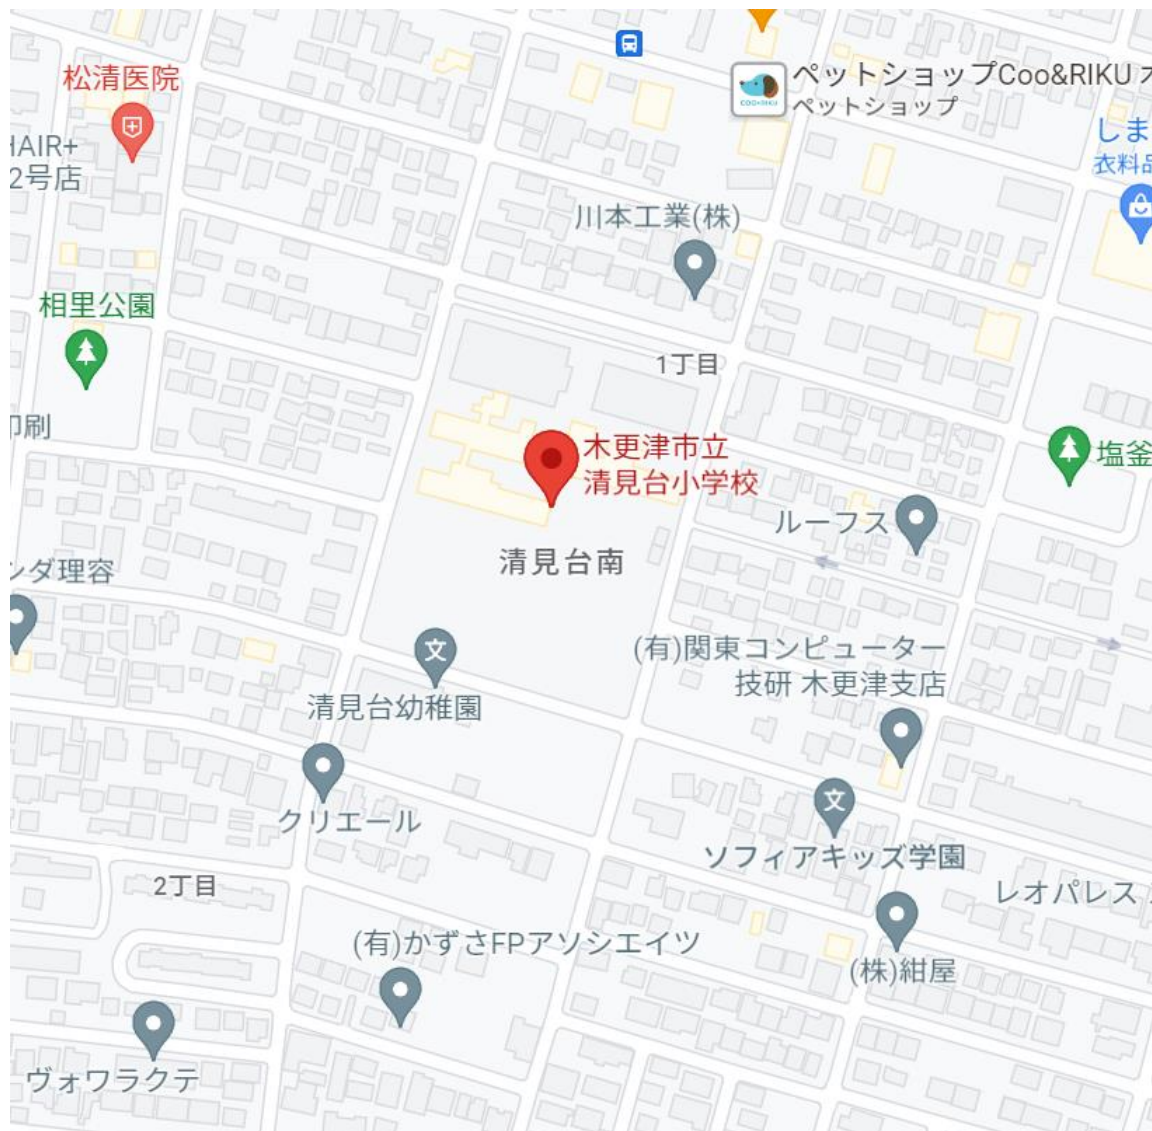 松清医院
ペットショップCoo&RIKU
ペットショップ
COO&RIKU
しま
衣料品
HAIR+
2号店
川本工業(株)
相里公園
1丁目
印刷
木更津市立
清見台小学校
塩釜
ルーフス
清見台南
ンダ理容
(有)関東コンピューター
技研 木更津支店
文
清見台幼稚園
クリエール
文
ソフィアキッズ学園
2丁目
レオパレス
(有)かずさFPアソシエイツ
(株)紺屋
ヴォワラクテ